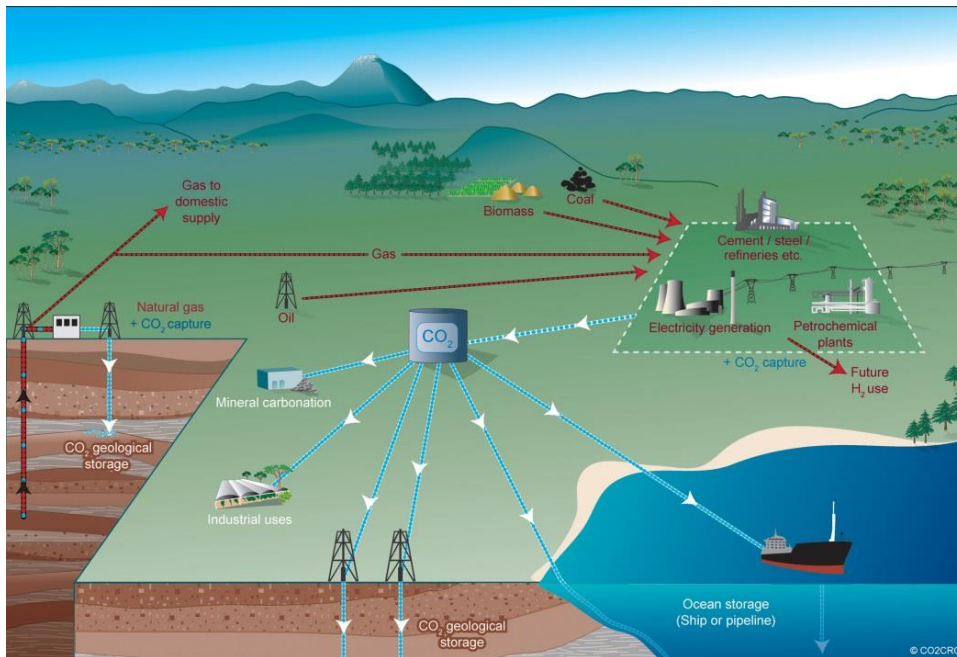 Gas to
domestic
supply
Coal
Biomass
Cement / steel /
refineries etc.
Gas
Natural gas
+ CO₂ capture
Oil
CO₂
Electricity generation
Petrochemical
plants
+ CO₂ capture
Future
H₂ use
Mineral carbonation
CO₂ geological
storage
Industrial uses
Ocean storage
(Ship or pipeline)
CO₂ geological
storage